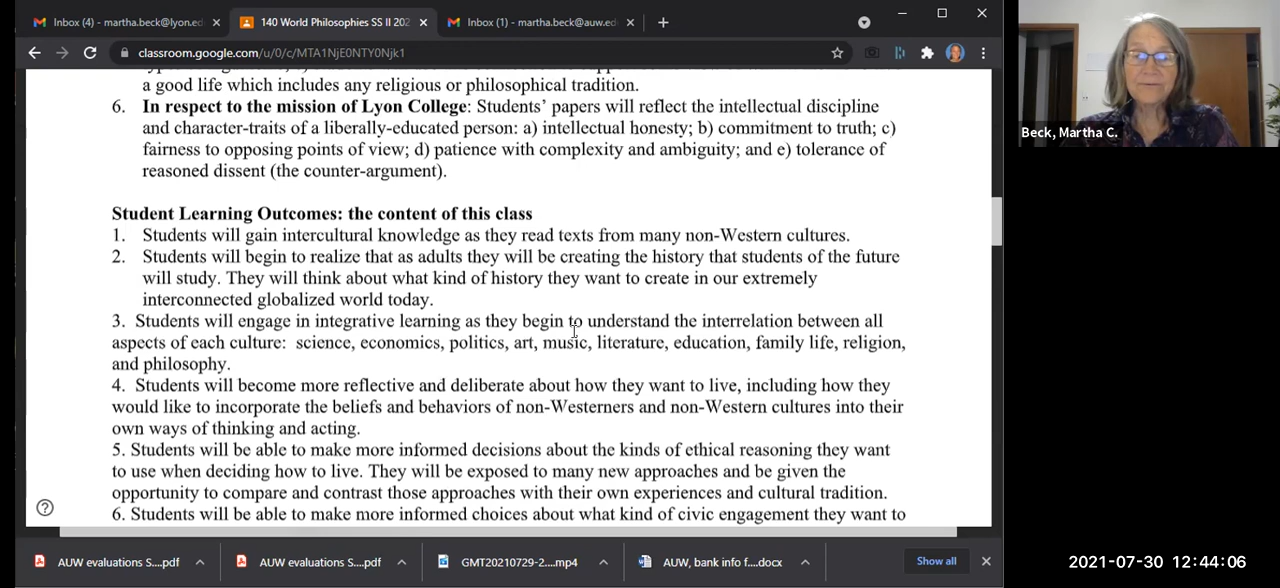 Inbox (4) - martha.beck@lyon.ed
140 World Philosophies SS II 202
Inbox (1) - martha.beck@auw.ed
classroom.google.com/u/0/c/MTA1NjE0NTY0Njk1
a good life which includes any religious or philosophical tradition.
6. In respect to the mission of Lyon College: Students’ papers will reflect the intellectual discipline
and character-traits of a liberally-educated person: a) intellectual honesty; b) commitment to truth; c)
fairness to opposing points of view; d) patience with complexity and ambiguity; and e) tolerance of
reasoned dissent (the counter-argument).
Student Learning Outcomes: the content of this class
1. Students will gain intercultural knowledge as they read texts from many non-Western cultures.
2. Students will begin to realize that as adults they will be creating the history that students of the future
will study. They will think about what kind of history they want to create in our extremely
interconnected globalized world today.
3. Students will engage in integrative learning as they begin to understand the interrelation between all
aspects of each culture: science, economics, politics, art, music, literature, education, family life, religion,
and philosophy.
4. Students will become more reflective and deliberate about how they want to live, including how they
would like to incorporate the beliefs and behaviors of non-Westerners and non-Western cultures into their
own ways of thinking and acting.
5. Students will be able to make more informed decisions about the kinds of ethical reasoning they want
to use when deciding how to live. They will be exposed to many new approaches and be given the
opportunity to compare and contrast those approaches with their own experiences and cultural tradition.
6. Students will be able to make more informed choices about what kind of civic engagement they want to
AUW evaluations S....pdf
AUW evaluations S....pdf
GMT20210729-2....mp4
AUW, bank info f....docx
Show all
Beck, Martha C.
2021-07-30 12:44:06